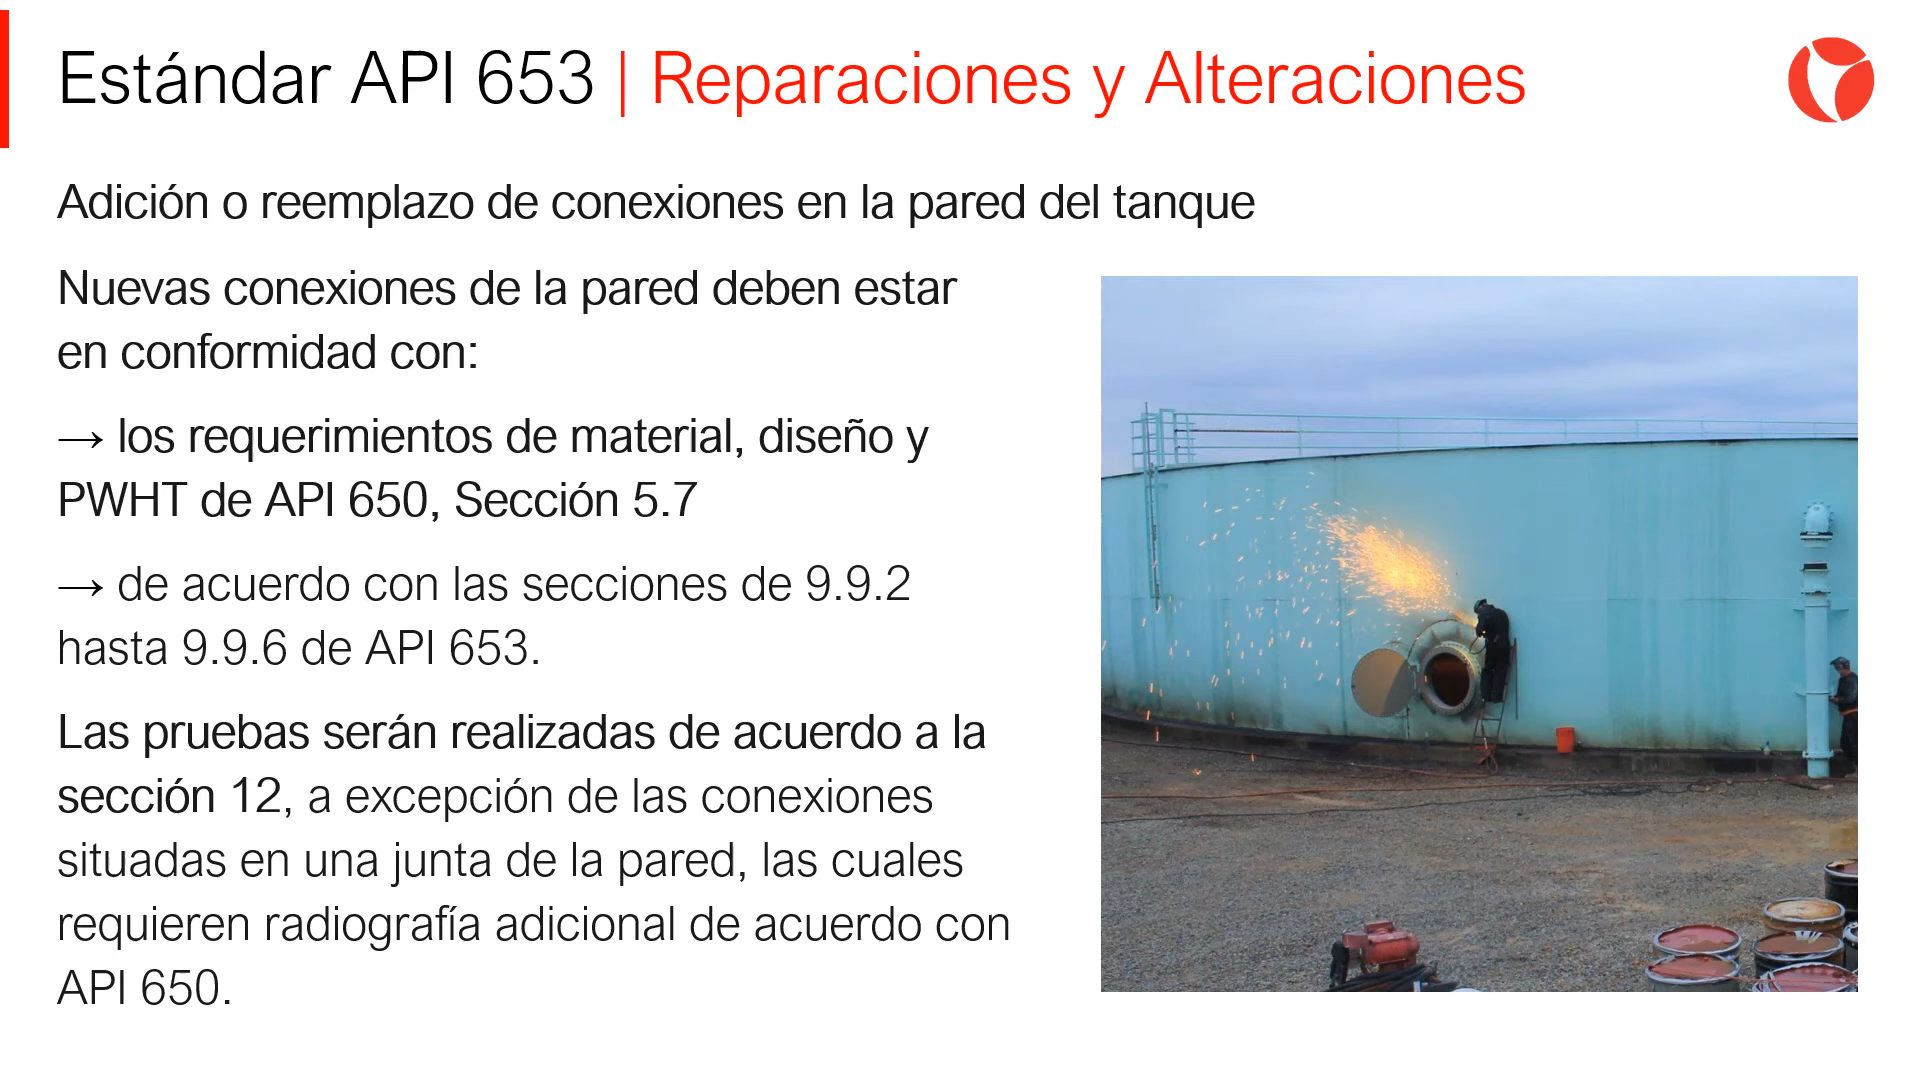 Estándar API 653 | Reparaciones y Alteraciones
Adición o reemplazo de conexiones en la pared del tanque
Nuevas conexiones de la pared deben estar
en conformidad con:
→ los requerimientos de material, diseño y
PWHT de API 650, Sección 5.7
→ de acuerdo con las secciones de 9.9.2
hasta 9.9.6 de API 653.
Las pruebas serán realizadas de acuerdo a la
sección 12, a excepción de las conexiones
situadas en una junta de la pared, las cuales
requieren radiografía adicional de acuerdo con
API 650.